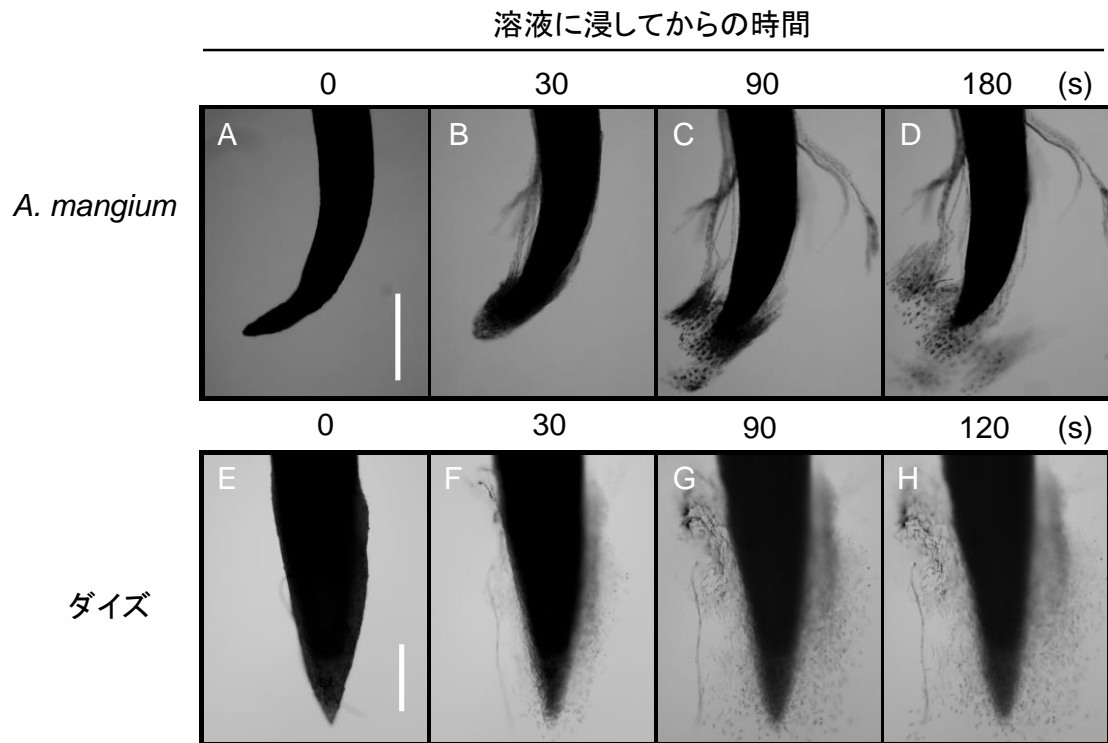 溶液に浸してからの時間
0 30 90 180 (s)
A B C D
A. mangium
0 30 90 120 (s)
E F G H
ダイズ